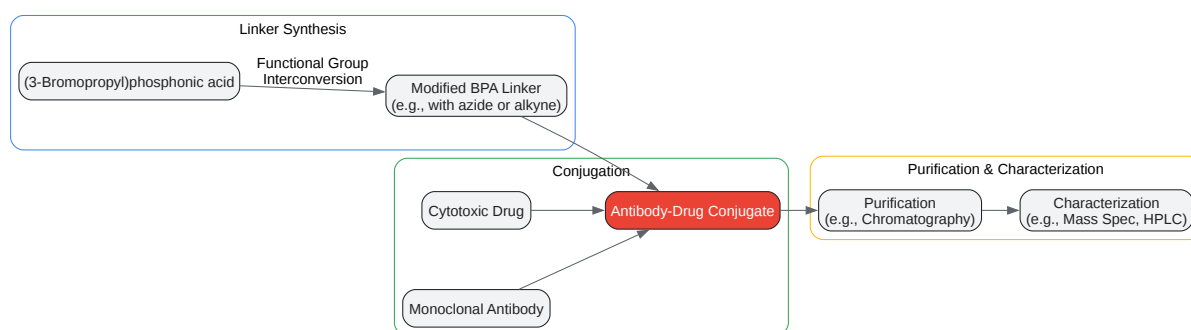 Linker Synthesis
(3-Bromopropyl)phosphonic acid
Functional Group
Interconversion
Modified BPA Linker
(e.g., with azide or alkyne)
Conjugation
Cytotoxic Drug
Monoclonal Antibody
Antibody-Drug Conjugate
Purification & Characterization
Purification
(e.g., Chromatography)
Characterization
(e.g., Mass Spec, HPLC)